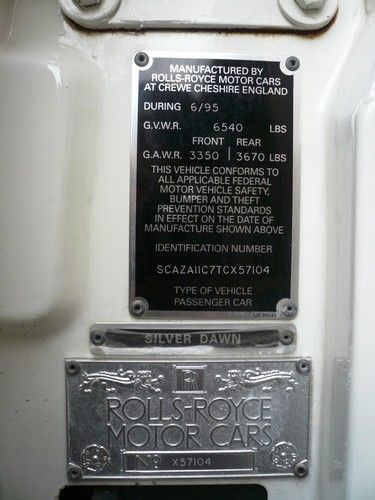 MANUFACTURED BY
ROLLS-ROYCE MOTOR CARS
AT CREWE CHESHIRE ENGLAND
DURING 6/95
G.V.W.R. 6540 LBS
FRONT REAR
G.A.W.R. 3350 | 3670 LBS
THIS VEHICLE CONFORMS TO
ALL APPLICABLE FEDERAL
MOTOR VEHICLE SAFETY,
BUMPER AND THEFT
PREVENTION STANDARDS
IN EFFECT ON THE DATE OF
MANUFACTURE SHOWN ABOVE
IDENTIFICATION NUMBER
SCAZA11C7TCX57104
TYPE OF VEHICLE
PASSENGER CAR
SILVER DAWN
RR
ROLLS-ROYCE
MOTOR CARS
No X57104